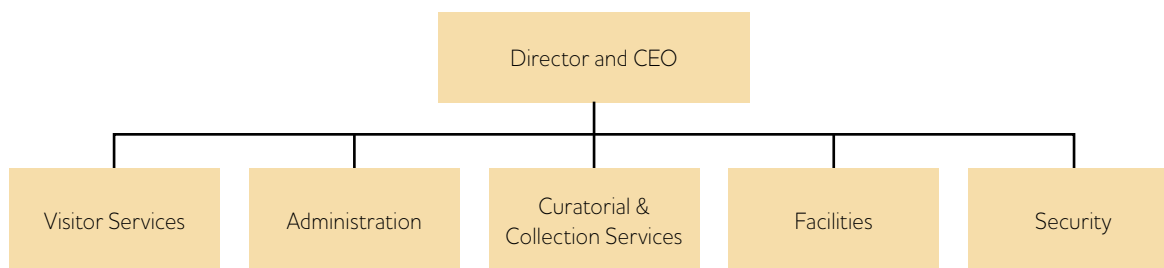 Director and CEO
Visitor Services
Administration
Curatorial &
Collection Services
Facilities
Security